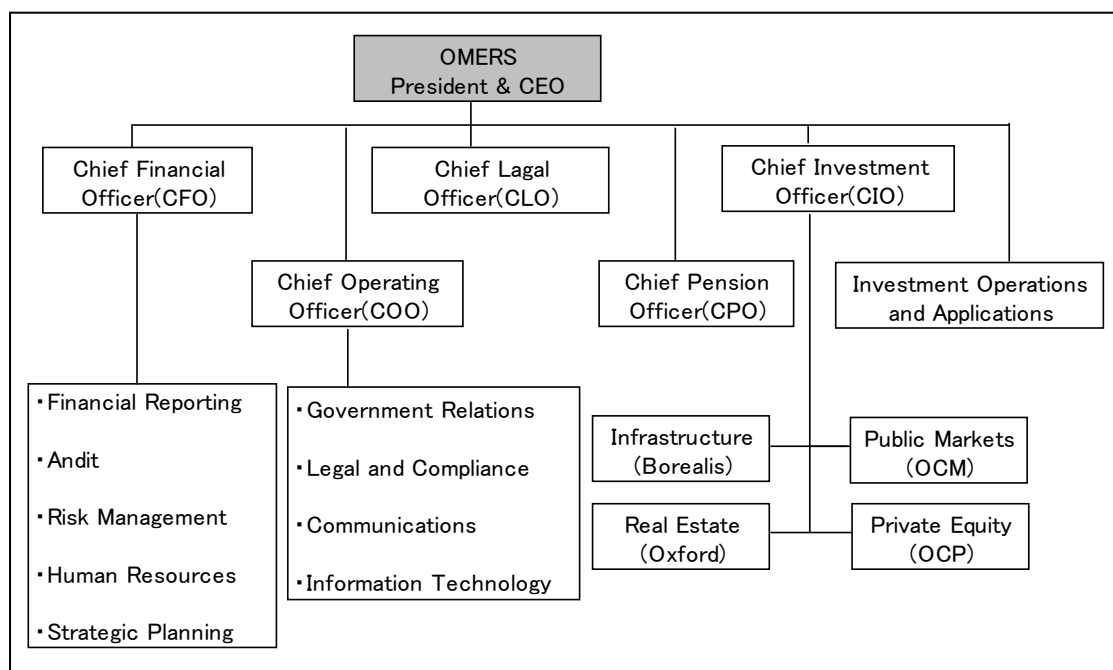 OMERS
President & CEO
Chief Financial
Officer(CFO)
Chief Lagal
Officer(CLO)
Chief Investment
Officer(CIO)
Chief Operating
Officer(COO)
Chief Pension
Officer(CPO)
Investment Operations
and Applications
・Financial Reporting
・Andit
・Risk Management
・Human Resources
・Strategic Planning
・Government Relations
・Legal and Compliance
・Communications
・Information Technology
Infrastructure
(Borealis)
Public Markets
(OCM)
Real Estate
(Oxford)
Private Equity
(OCP)